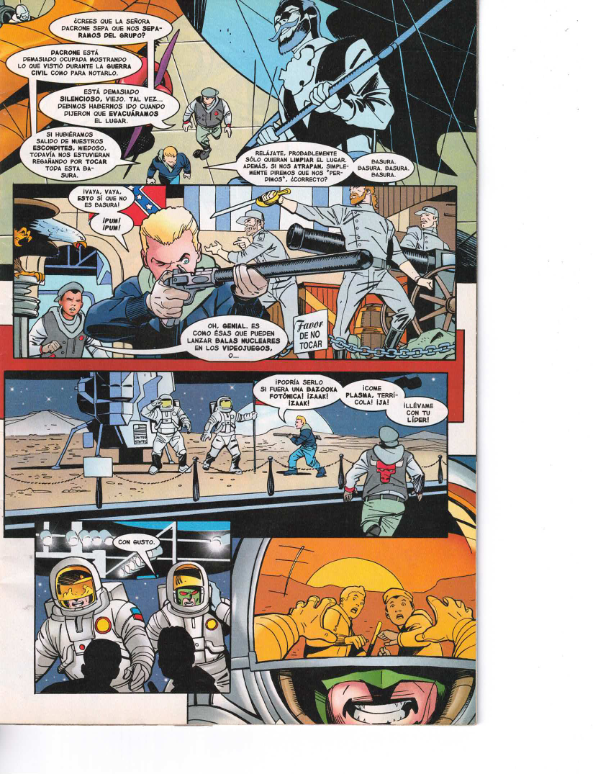 ¿CREES QUE LA SEÑORA
DACRONE SEPA QUE NOS SEPA-
RAMOS DEL GRUPO?
DACRONE ESTÁ
DEMASIADO OCUPADA MOSTRANDO
LO QUE VISTIÓ DURANTE LA GUERRA
CIVIL COMO PARA NOTARLO.
ESTÁ DEMASIADO
SILENCIOSO, VIEJO. TAL VEZ...
DEBIMOS HABERNOS IDO CUANDO
DIJERON QUE EVACUÁRAMOS
EL LUGAR.
SI HUBIÉRAMOS
SALIDO DE NUESTROS
ESCONDITES, MIEDOSO,
TODAVÍA NOS ESTUVIERAN
REGAÑANDO POR TOCAR
TODA ESTA BA-
SURA.
RELÁJATE, PROBABLEMENTE
SÓLO QUERÍAN LIMPIAR EL LUGAR.
ADEMÁS, SI NOS ATRAPAN, SIMPLE-
MENTE DIREMOS QUE NOS "PER-
DIMOS". ¿CORRECTO?
BASURA.
BASURA. BASURA.
BASURA.
¡VAYA, VAYA,
ESTO SÍ QUE NO
ES BASURA!
¡PUM!
¡PUM!
OH, GENIAL. ES
COMO ÉSAS QUE PUEDEN
LANZAR BALAS NUCLEARES
EN LOS VIDEOJUEGOS,
O...
Favor
DE NO
TOCAR
¡PODRÍA SERLO
SI FUERA UNA BAZOOKA
FOTÓNICA! ¡ZAAK!
¡ZAAK!
¡COME
PLASMA, TERRÍ-
COLA! ¡JA!
¡LLÉVAME
CON TU
LÍDER!
CON GUSTO.